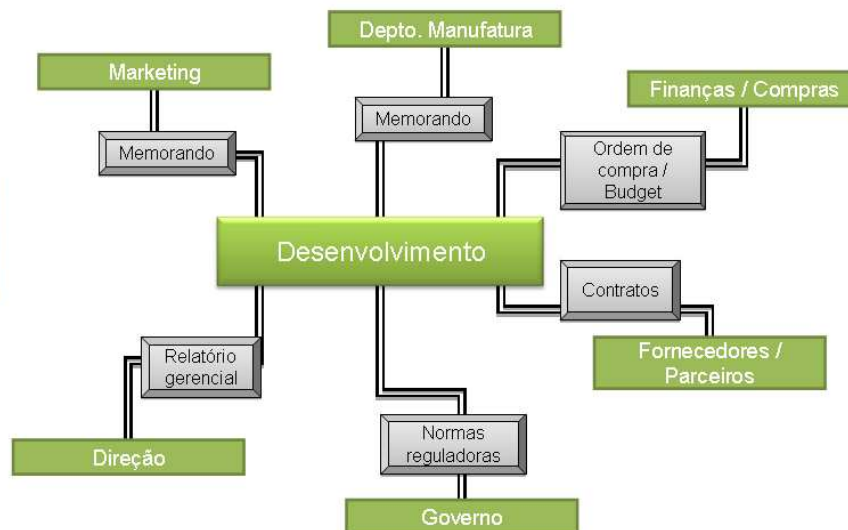 Depto. Manufatura
Marketing
Finanças / Compras
Memorando
Memorando
Ordem de
compra /
Budget
Desenvolvimento
Contratos
Relatório
gerencial
Fornecedores /
Parceiros
Normas
reguladoras
Direção
Governo